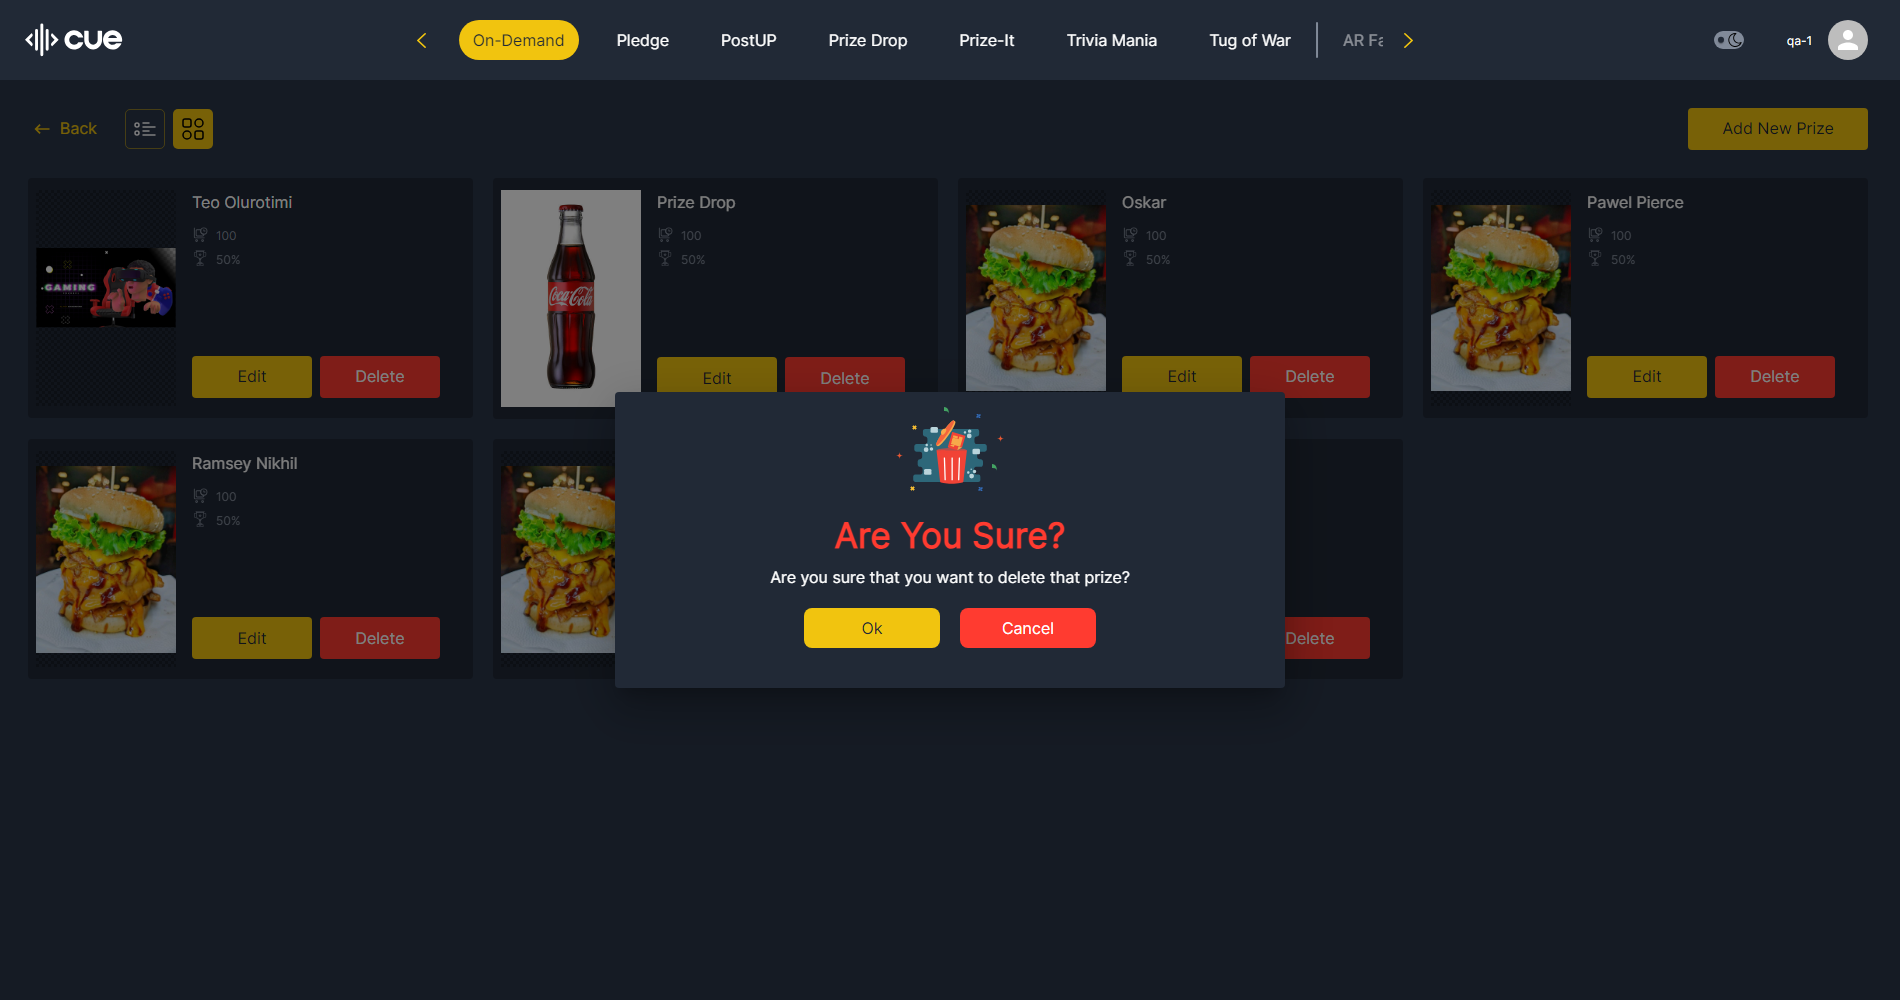 cue
On-Demand
Pledge
PostUP
Prize Drop
Prize-It
Trivia Mania
Tug of War
AR Fa
qa-1
Back
Add New Prize
Teo Olurotimi
100
50%
GAMING
Edit
Delete
Prize Drop
100
50%
Coca-Cola
Edit
Delete
Oskar
100
50%
Edit
Delete
Pawel Pierce
100
50%
Edit
Delete
Ramsey Nikhil
100
50%
Edit
Delete
Delete
Are You Sure?
Are you sure that you want to delete that prize?
Ok
Cancel